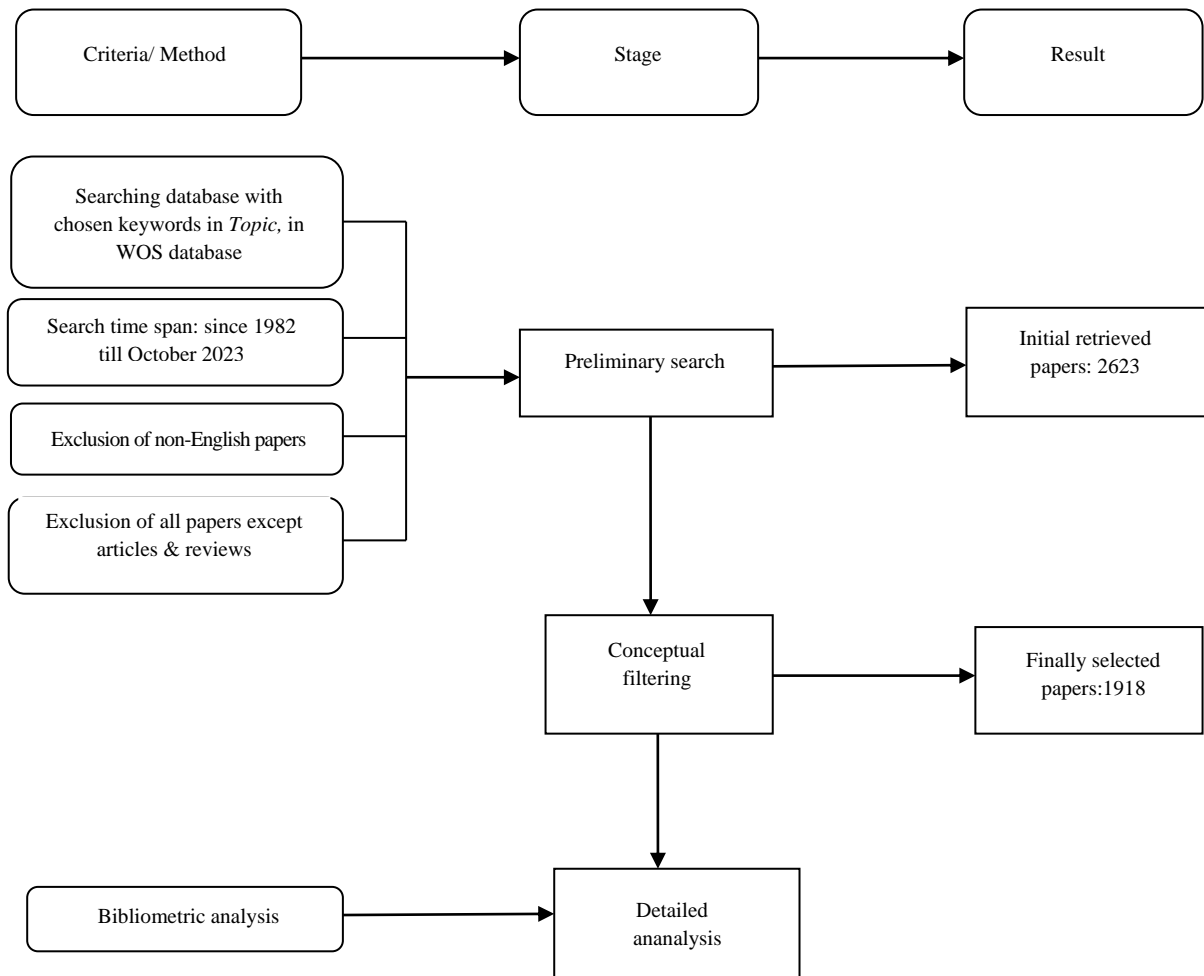 Criteria/ Method
Stage
Result
Searching database with
chosen keywords in Topic, in
WOS database
Search time span: since 1982
till October 2023
Exclusion of non-English papers
Exclusion of all papers except
articles & reviews
Preliminary search
Initial retrieved
papers: 2623
Conceptual
filtering
Finally selected
papers:1918
Bibliometric analysis
Detailed
ananalysis